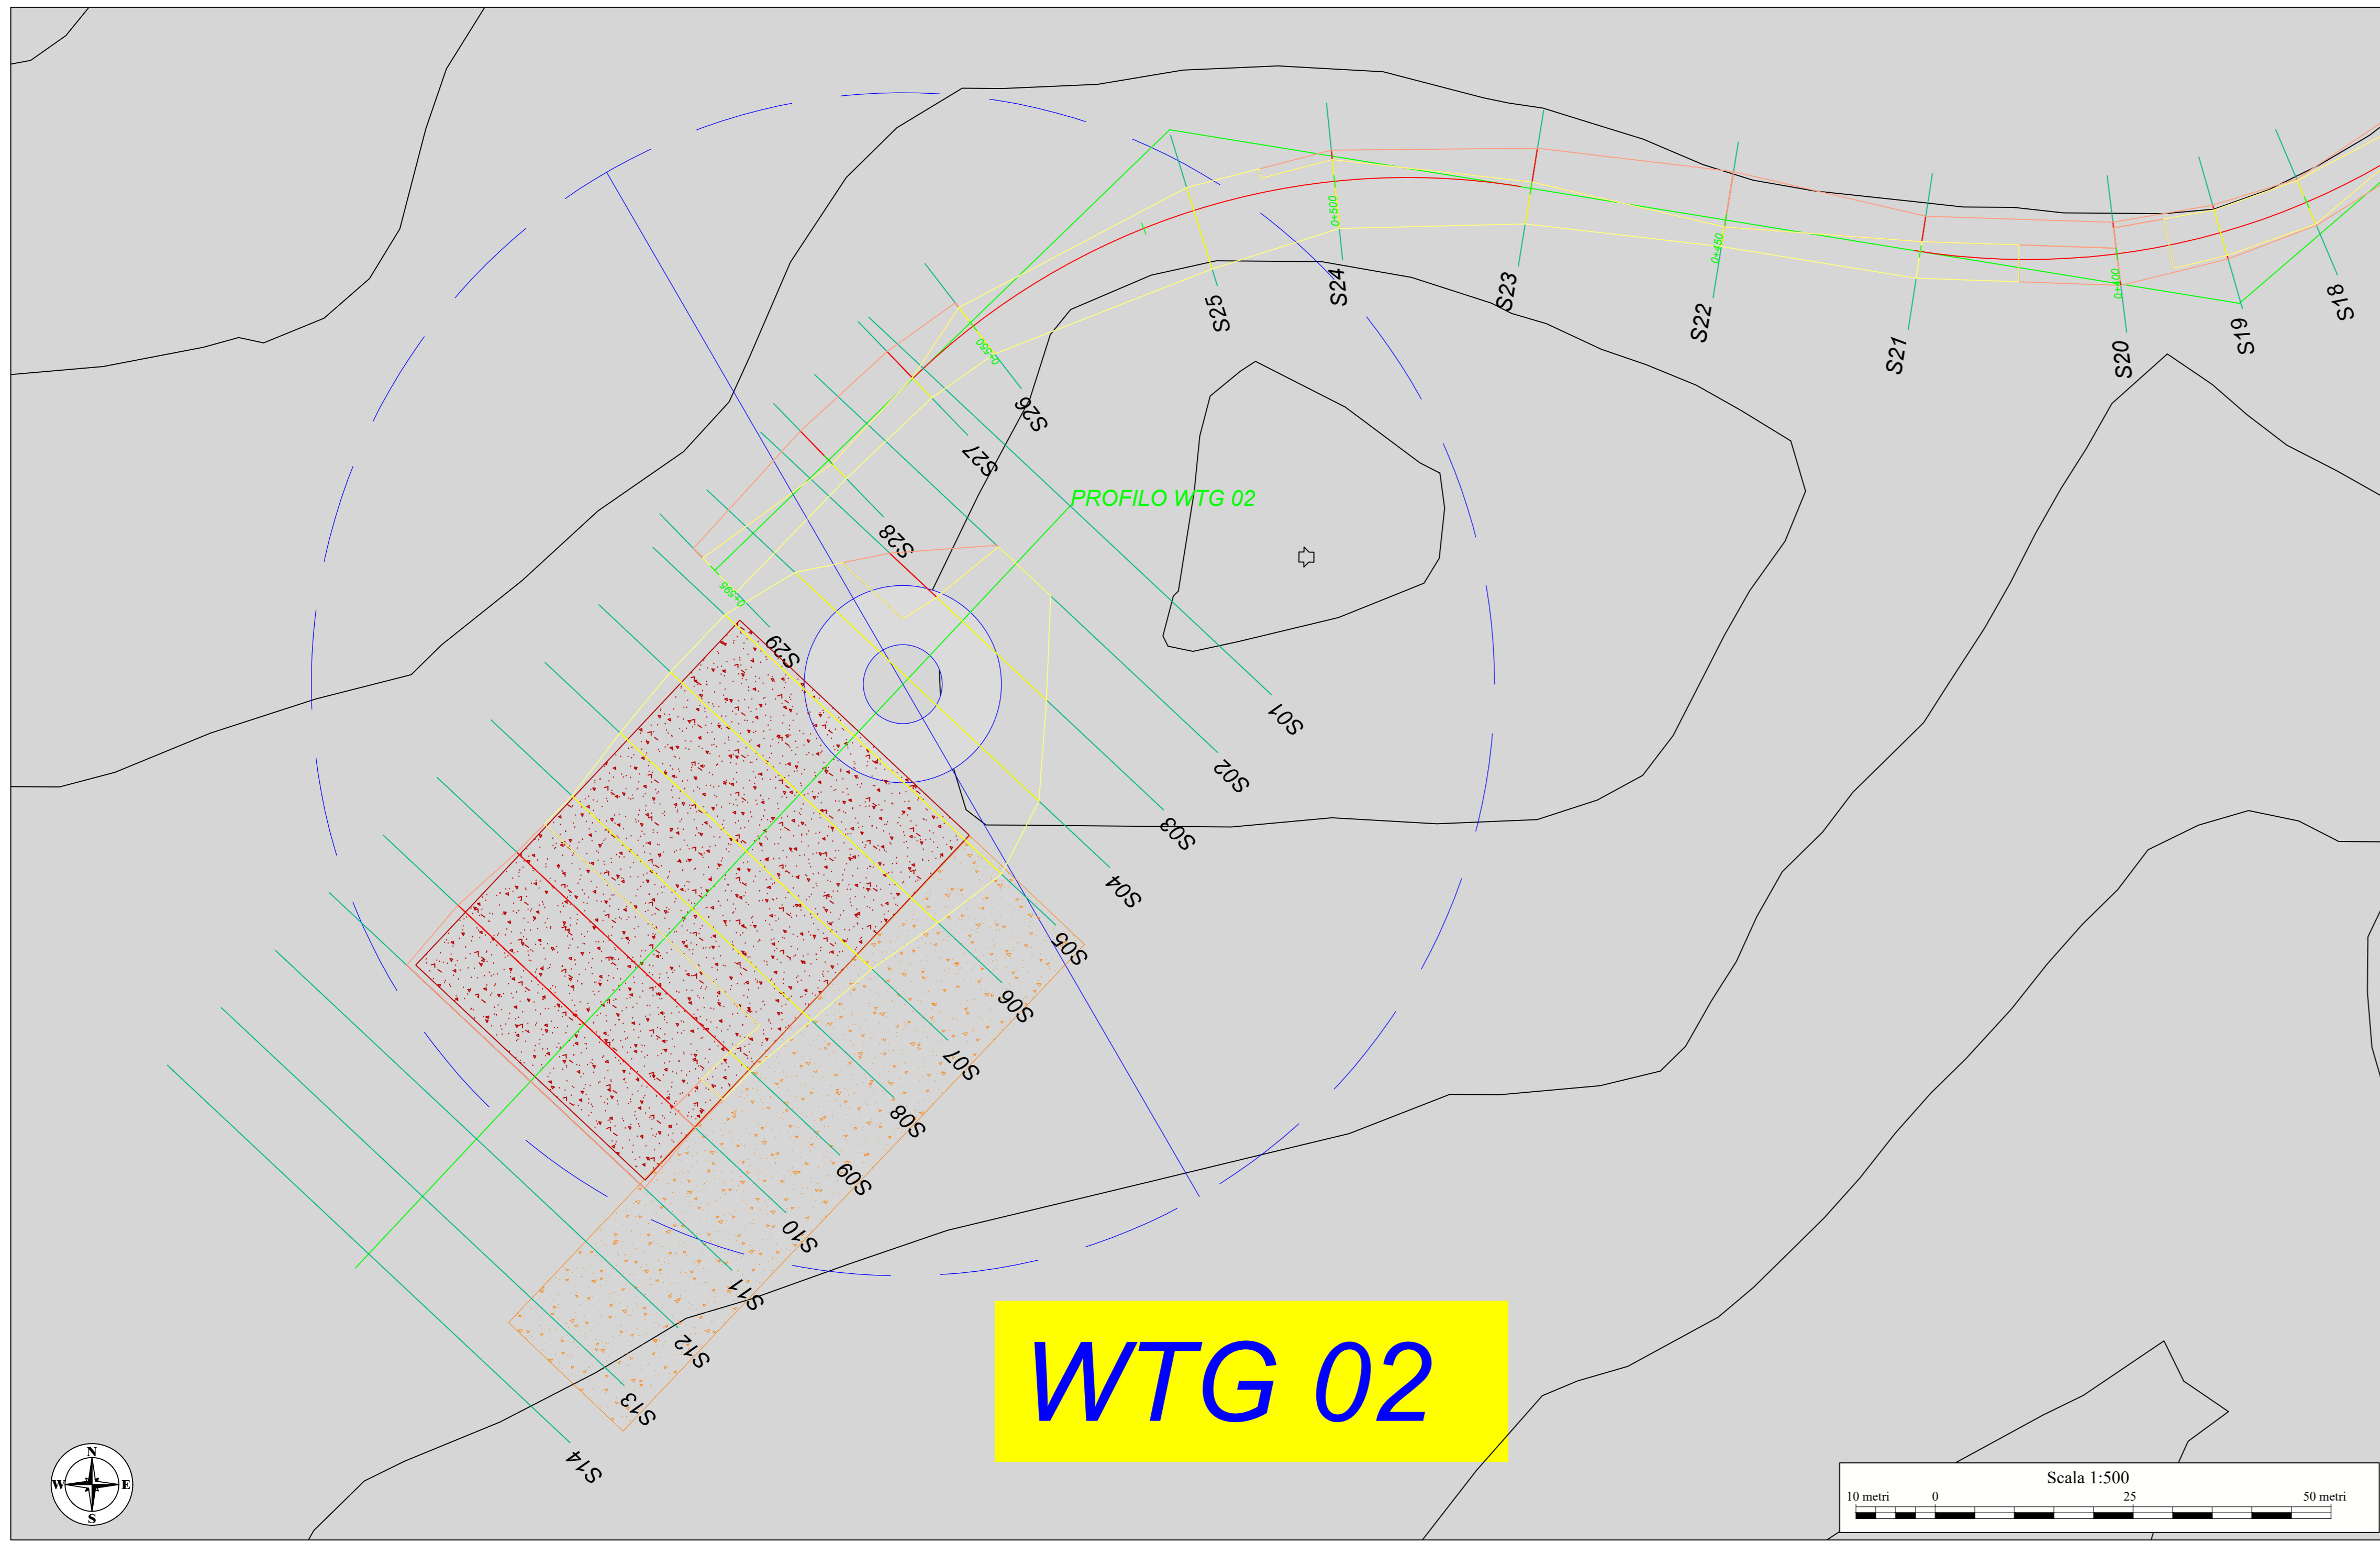 0+500
0+450
0+400
S18
S19
S20
S21
S22
S23
S24
S25
0+550
S26
S27
PROFILO WTG 02
S28
0+595
S29
S01
S02
S03
S04
S05
S06
S07
S08
S09
S10
S11
S12
S13
S14
WTG 02
N
W E
S
Scala 1:500
10 metri 0 25 50 metri